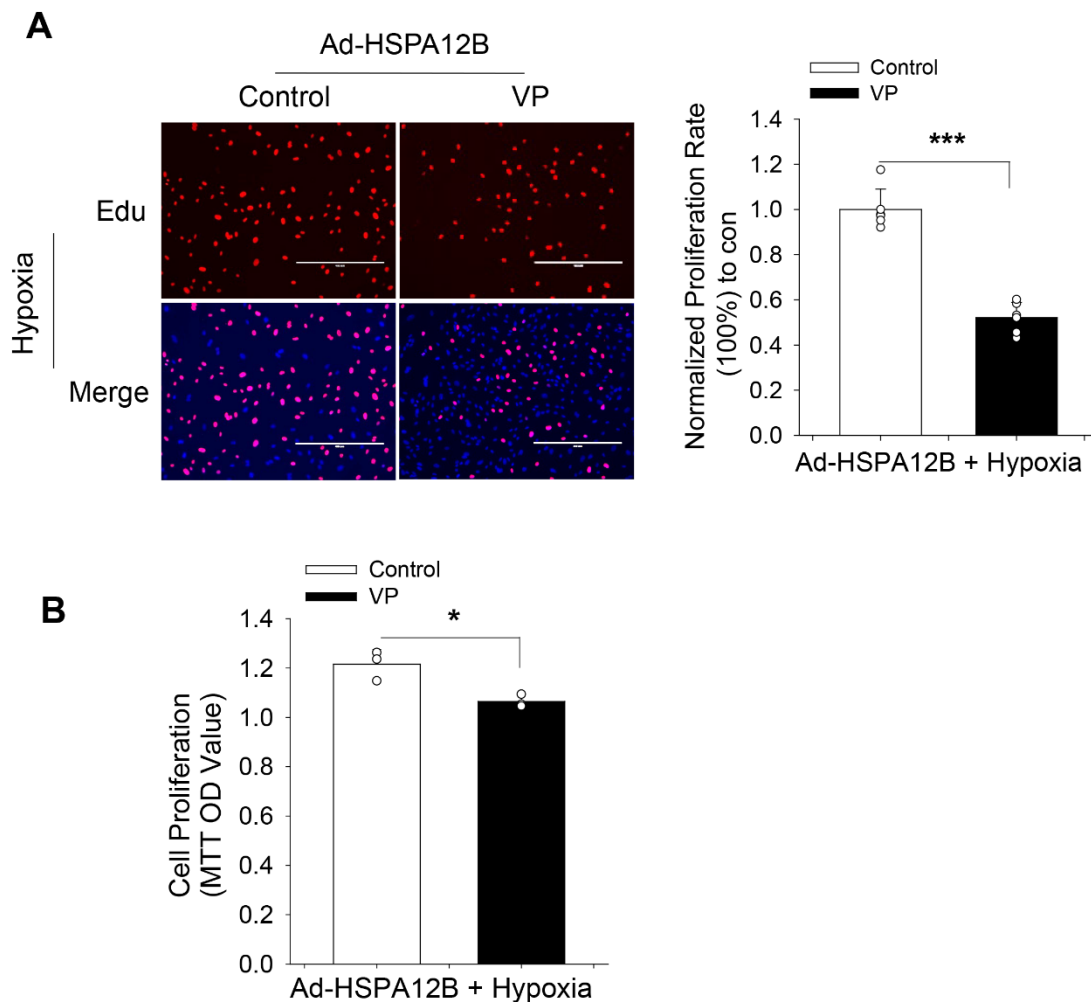 A
Ad-HSPA12B
Control VP
Hypoxia
Edu
Merge
Control
VP
Normalized Proliferation Rate
(100%) to con
1.4
1.2
1.0
0.8
0.6
0.4
0.2
0.0
***
Ad-HSPA12B + Hypoxia
B
Control
VP
Cell Proliferation
(MTT OD Value)
1.4
1.2
1.0
0.8
0.6
0.4
0.2
0.0
*
Ad-HSPA12B + Hypoxia